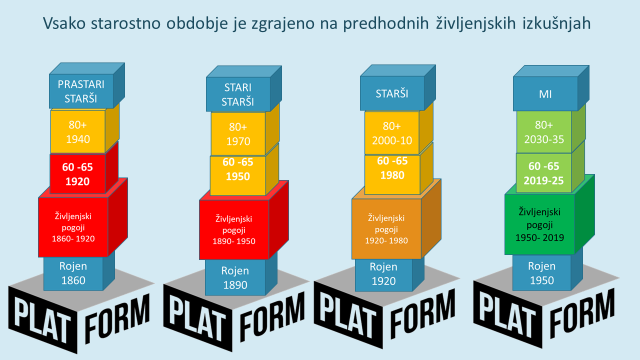 Vsako starostno obdobje je zgrajeno na predhodnih življenjskih izkušnjah
PRASTARI
STARŠI
80+
1940
60 -65
1920
Življenjski
pogoji
1860- 1920
Rojen
1860
PLAT FORM
STARI
STARŠI
80+
1970
60 -65
1950
Življenjski
pogoji
1890- 1950
Rojen
1890
PLAT FORM
STARŠI
80+
2000-10
60 -65
1980
Življenjski
pogoji
1920- 1980
Rojen
1920
PLAT FORM
MI
80+
2030-35
60 -65
2019-25
Življenjski
pogoji
1950- 2019
Rojen
1950
PLAT FORM